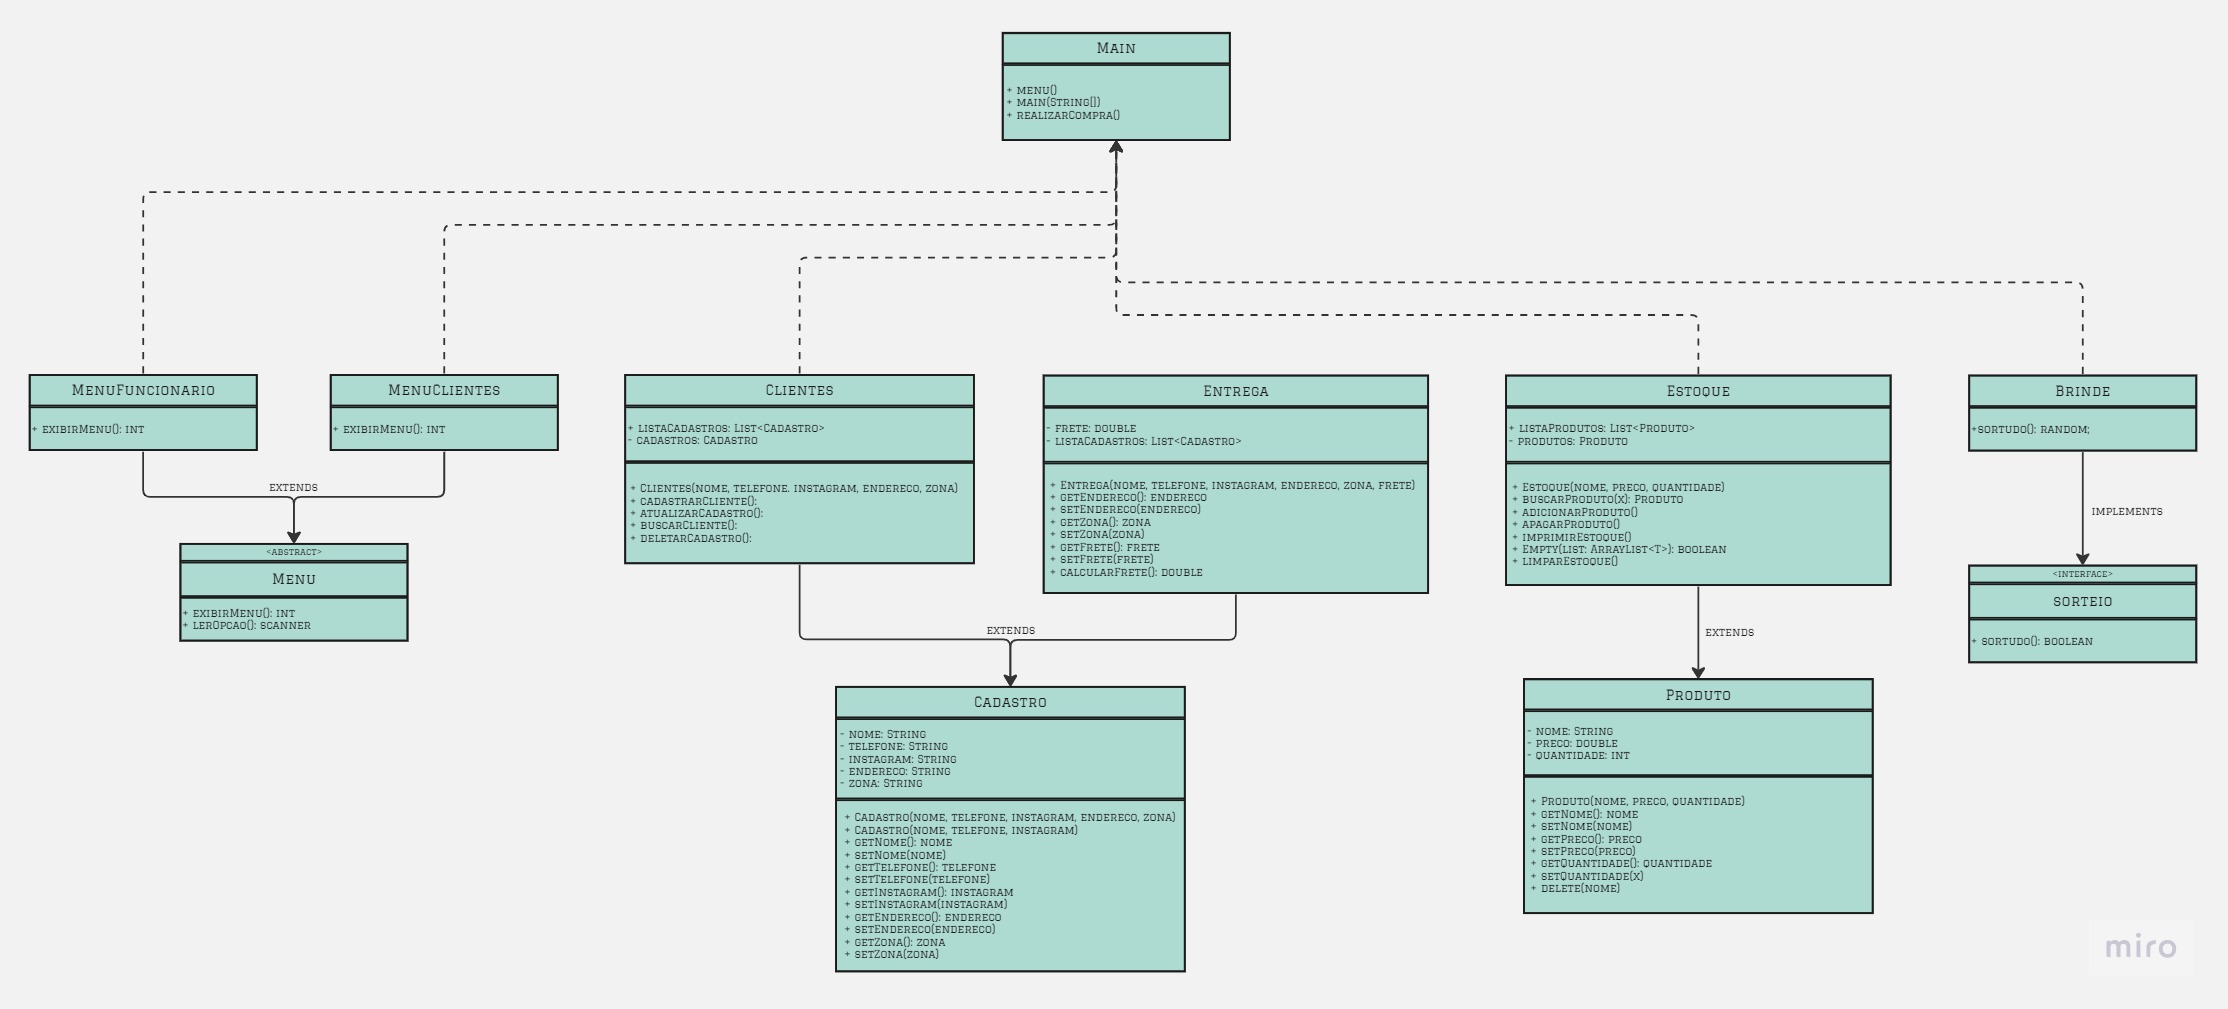 Main
+ menu()
+ main(String[])
+ realizarCompra()
MenuFuncionario
+ exibirMenu(): int
MenuClientes
+ exibirMenu(): int
extends
<abstract>
Menu
+ exibirMenu(): int
+ lerOpcao(): scanner
Clientes
+ listaCadastros: List<Cadastro>
- cadastros: Cadastro
+ Clientes(nome, telefone. instagram, endereco, zona)
+ cadastrarCliente():
+ atualizarCadastro():
+ buscarCliente():
+ deletarCadastro():
Entrega
- frete: double
- listaCadastros: List<Cadastro>
+ Entrega(nome, telefone, instagram, endereco, zona, frete)
+ getEndereco(): endereco
+ setEndereco(endereco)
+ getZona(): zona
+ setZona(zona)
+ getFrete(): frete
+ setFrete(frete)
+ calcularFrete(): double
extends
Cadastro
- nome: String
- telefone: String
- instagram: String
- endereco: String
- zona: String
+ Cadastro(nome, telefone, instagram, endereco, zona)
+ Cadastro(nome, telefone, instagram)
+ getNome(): nome
+ setNome(nome)
+ getTelefone(): telefone
+ setTelefone(telefone)
+ getInstagram(): instagram
+ setInstagram(instagram)
+ getEndereco(): endereco
+ setEndereco(endereco)
+ getZona(): zona
+ setZona(zona)
Estoque
+ listaProdutos: List<Produto>
- produtos: Produto
+ Estoque(nome, preco, quantidade)
+ buscarProduto(x): Produto
+ adicionarProduto()
+ apagarProduto()
+ imprimirEstoque()
+ Empty(list: ArrayList<T>): boolean
+ limparEstoque()
extends
Produto
- nome: String
- preco: double
- quantidade: int
+ Produto(nome, preco, quantidade)
+ getNome(): nome
+ setNome(nome)
+ getPreco(): preco
+ setPreco(preco)
+ getQuantidade(): quantidade
+ setQuantidade(x)
+ delete(nome)
Brinde
+sortudo(): random;
implements
<interface>
sorteio
+ sortudo(): boolean
miro